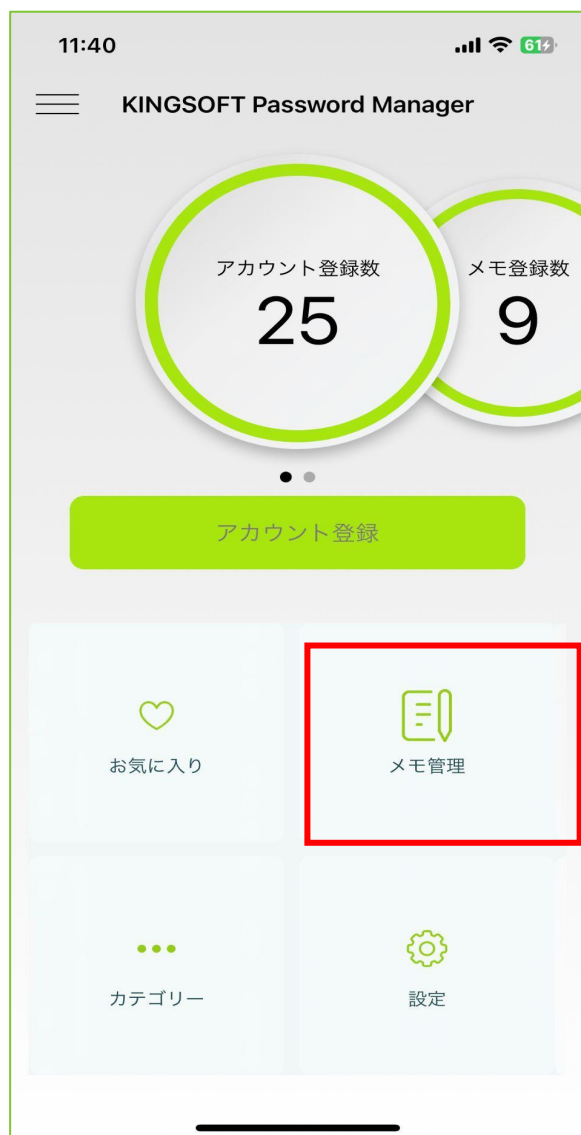 11:40
61
KINGSOFT Password Manager
アカウント登録数
25
メモ登録数
9
アカウント登録
お気に入り
メモ管理
カテゴリー
設定